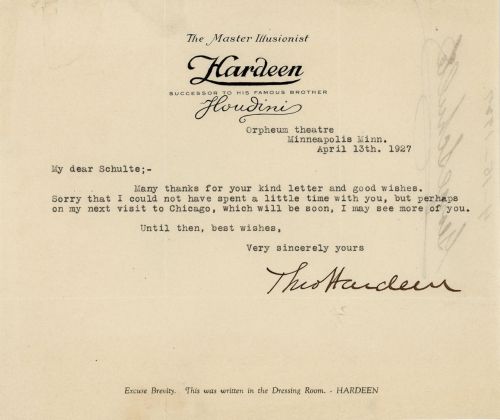 The Master Illusionist
Hardeen
SUCCESSOR TO HIS FAMOUS BROTHER
Houdini
Orpheum theatre
Minneapolis Minn.
April 13th. 1927
My dear Schulte;-
Many thanks for your kind letter and good wishes.
Sorry that I could not have spent a little time with you, but perhaps
on my next visit to Chicago, which will be soon, I may see more of you.
Until then, best wishes,
Very sincerely yours
Theo Hardeen
Excuse Brevity. This was written in the Dressing Room. - HARDEEN